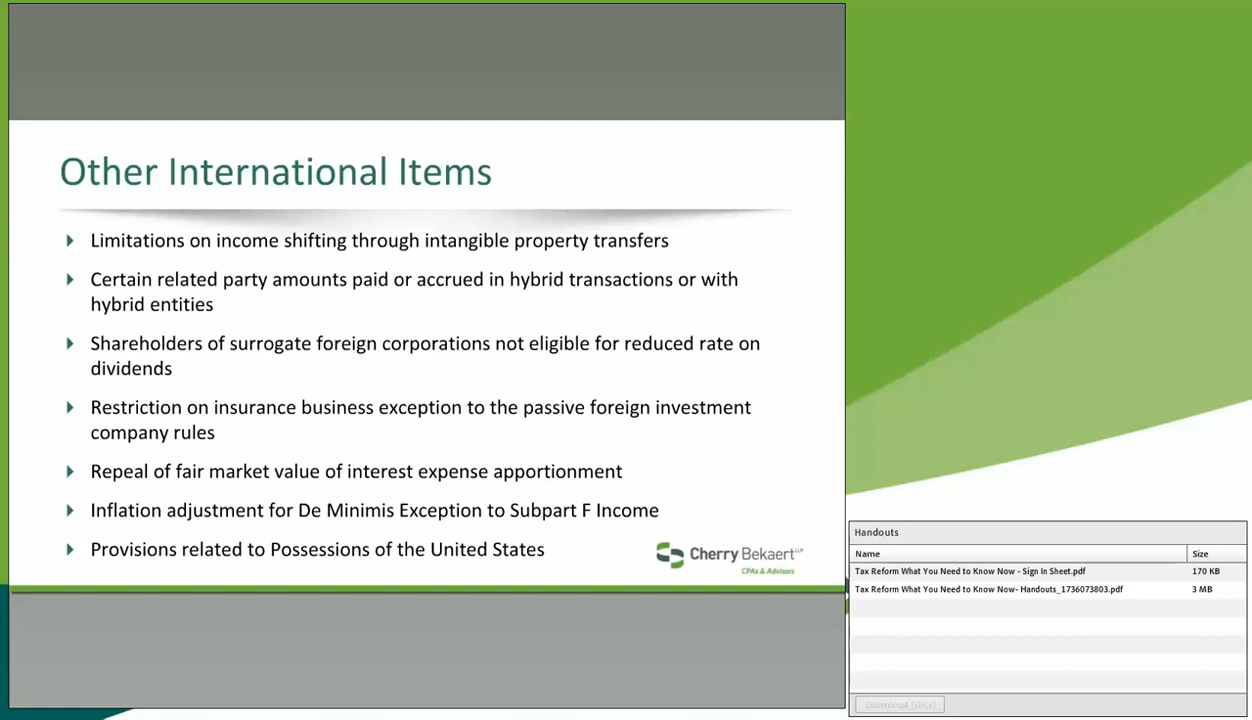 Other International Items
Limitations on income shifting through intangible property transfers
Certain related party amounts paid or accrued in hybrid transactions or with
hybrid entities
Shareholders of surrogate foreign corporations not eligible for reduced rate on
dividends
Restriction on insurance business exception to the passive foreign investment
company rules
Repeal of fair market value of interest expense apportionment
Inflation adjustment for De Minimis Exception to Subpart F Income
Provisions related to Possessions of the United States
Cherry Bekaert LLP
CPAs & Advisors
Handouts
Name Size
Tax Reform What You Need to Know Now - Sign In Sheet.pdf 170 KB
Tax Reform What You Need to Know Now- Handouts_1736073803.pdf 3 MB
Download File(s)